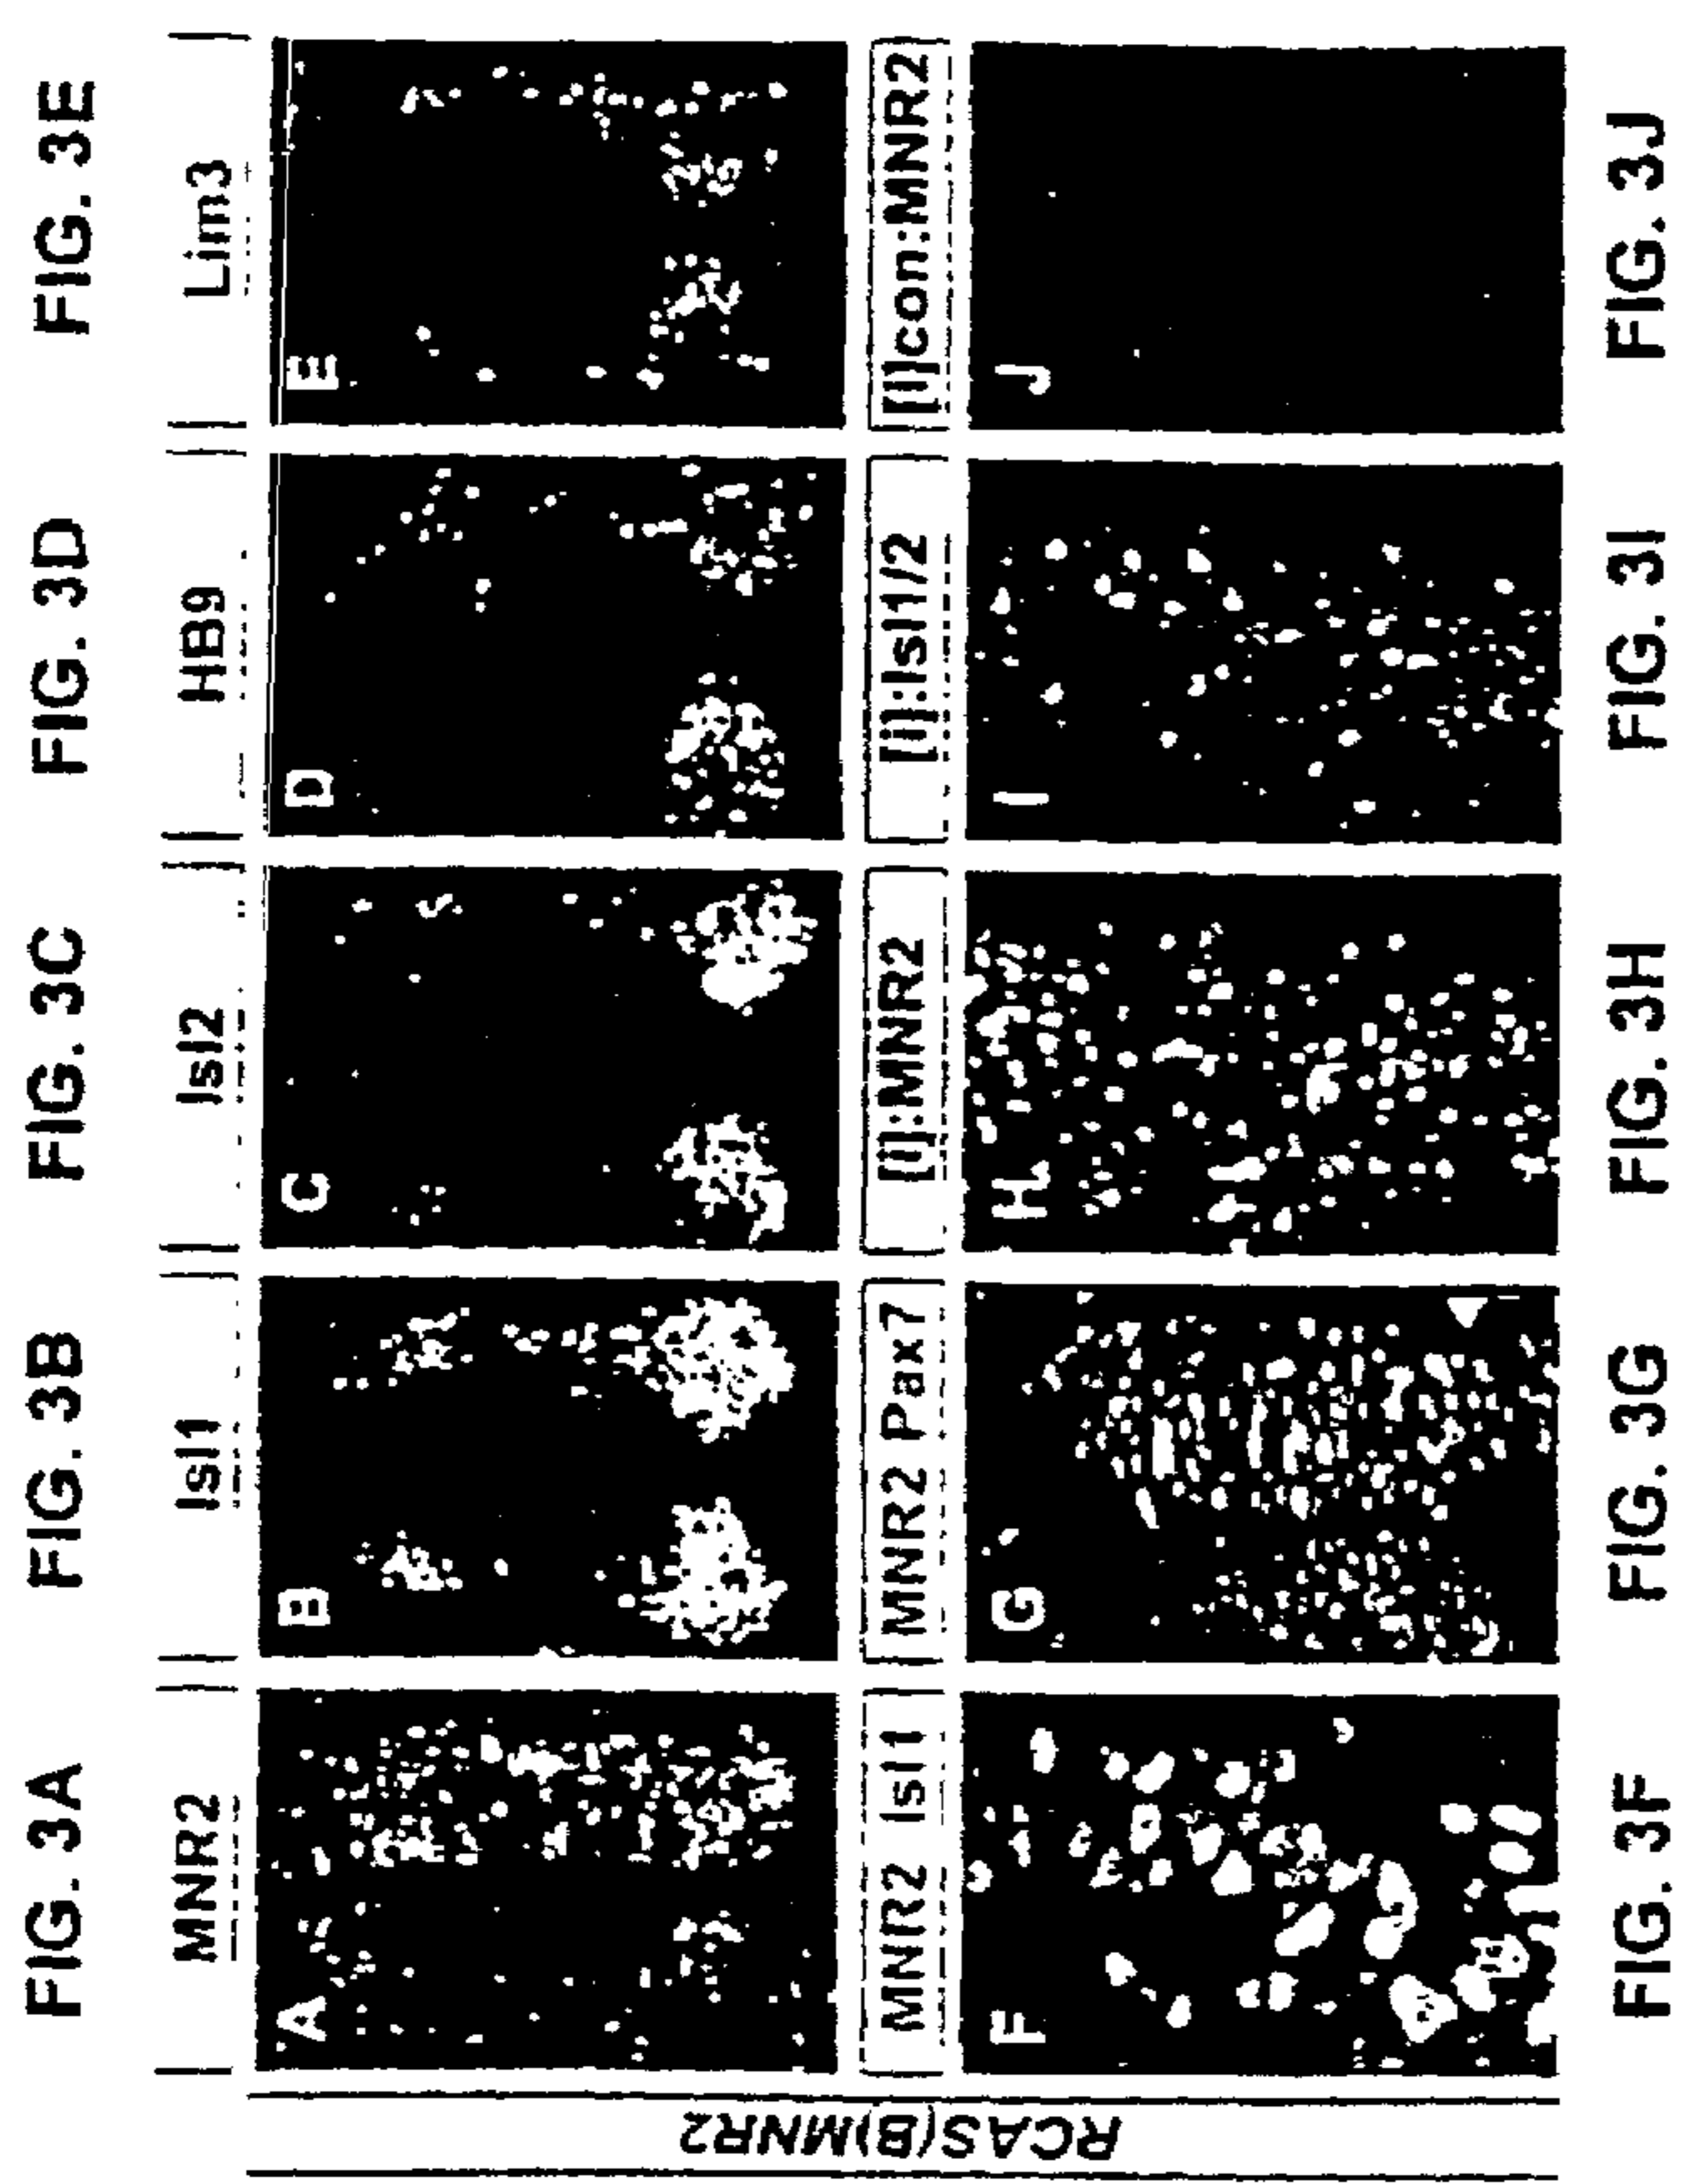 FIG. 3A FIG. 3B FIG. 3C FIG. 3D FIG. 3E
MNR2 Isl1 Isl2 HB9 Lim3
A B C D E
MNR2 Isl1 MNR2 Pax7 [i]:MNR2 [i]:Isl1/2 [i]con:MNR2
F G H I J
FIG. 3F FIG. 3G FIG. 3H FIG. 3I FIG. 3J
RCAS(B)MNR2